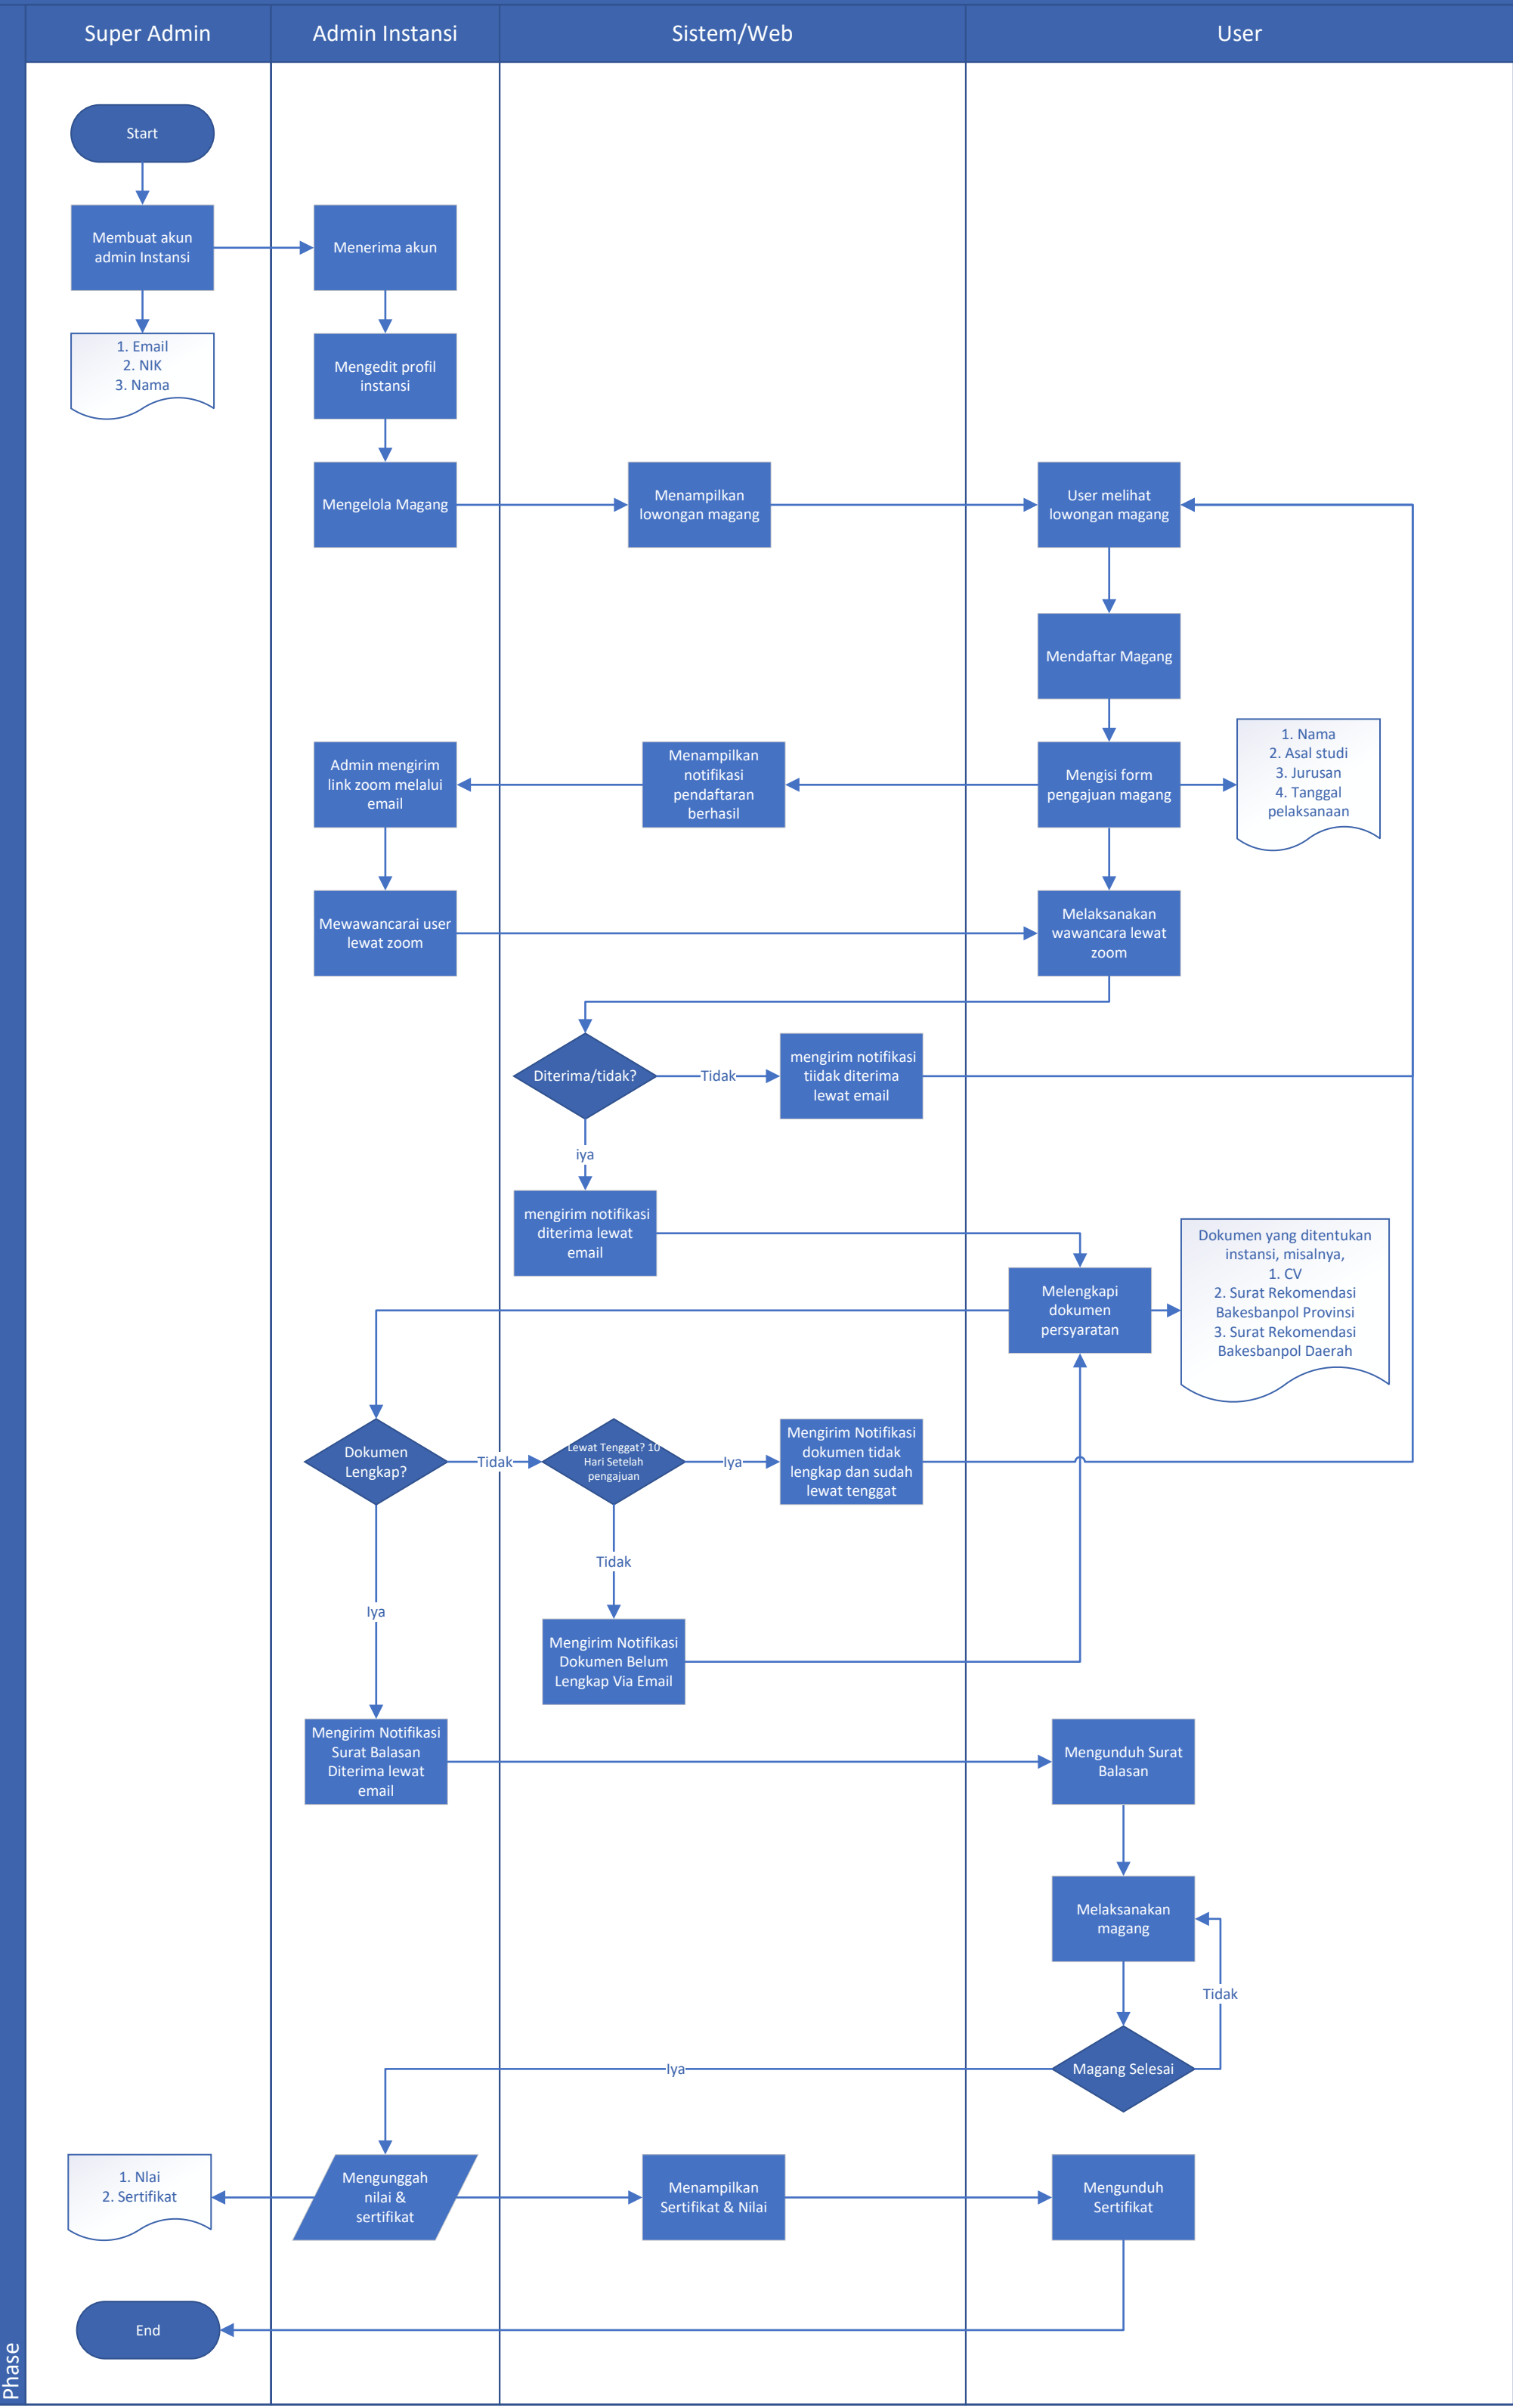 Super Admin
Admin Instansi
Sistem/Web
User
Start
Membuat akun
admin Instansi
Menerima akun
1. Email
2. NIK
3. Nama
Mengedit profil
instansi
Mengelola Magang
Menampilkan
lowongan magang
User melihat
lowongan magang
Mendaftar Magang
Admin mengirim
link zoom melalui
email
Menampilkan
notifikasi
pendaftaran
berhasil
Mengisi form
pengajuan magang
1. Nama
2. Asal studi
3. Jurusan
4. Tanggal
pelaksanaan
Mewawancarai user
lewat zoom
Melaksanakan
wawancara lewat
zoom
Diterima/tidak?
Tidak
mengirim notifikasi
tiidak diterima
lewat email
iya
mengirim notifikasi
diterima lewat
email
Melengkapi
dokumen
persyaratan
Dokumen yang ditentukan
instansi, misalnya,
1. CV
2. Surat Rekomendasi
Bakesbanpol Provinsi
3. Surat Rekomendasi
Bakesbanpol Daerah
Dokumen
Lengkap?
Tidak
Lewat Tenggat? 10
Hari Setelah
pengajuan
Iya
Mengirim Notifikasi
dokumen tidak
lengkap dan sudah
lewat tenggat
Tidak
Iya
Mengirim Notifikasi
Dokumen Belum
Lengkap Via Email
Mengirim Notifikasi
Surat Balasan
Diterima lewat
email
Mengunduh Surat
Balasan
Melaksanakan
magang
Tidak
Magang Selesai
Iya
1. Nlai
2. Sertifikat
Mengunggah
nilai &
sertifikat
Menampilkan
Sertifikat & Nilai
Mengunduh
Sertifikat
End
Phase